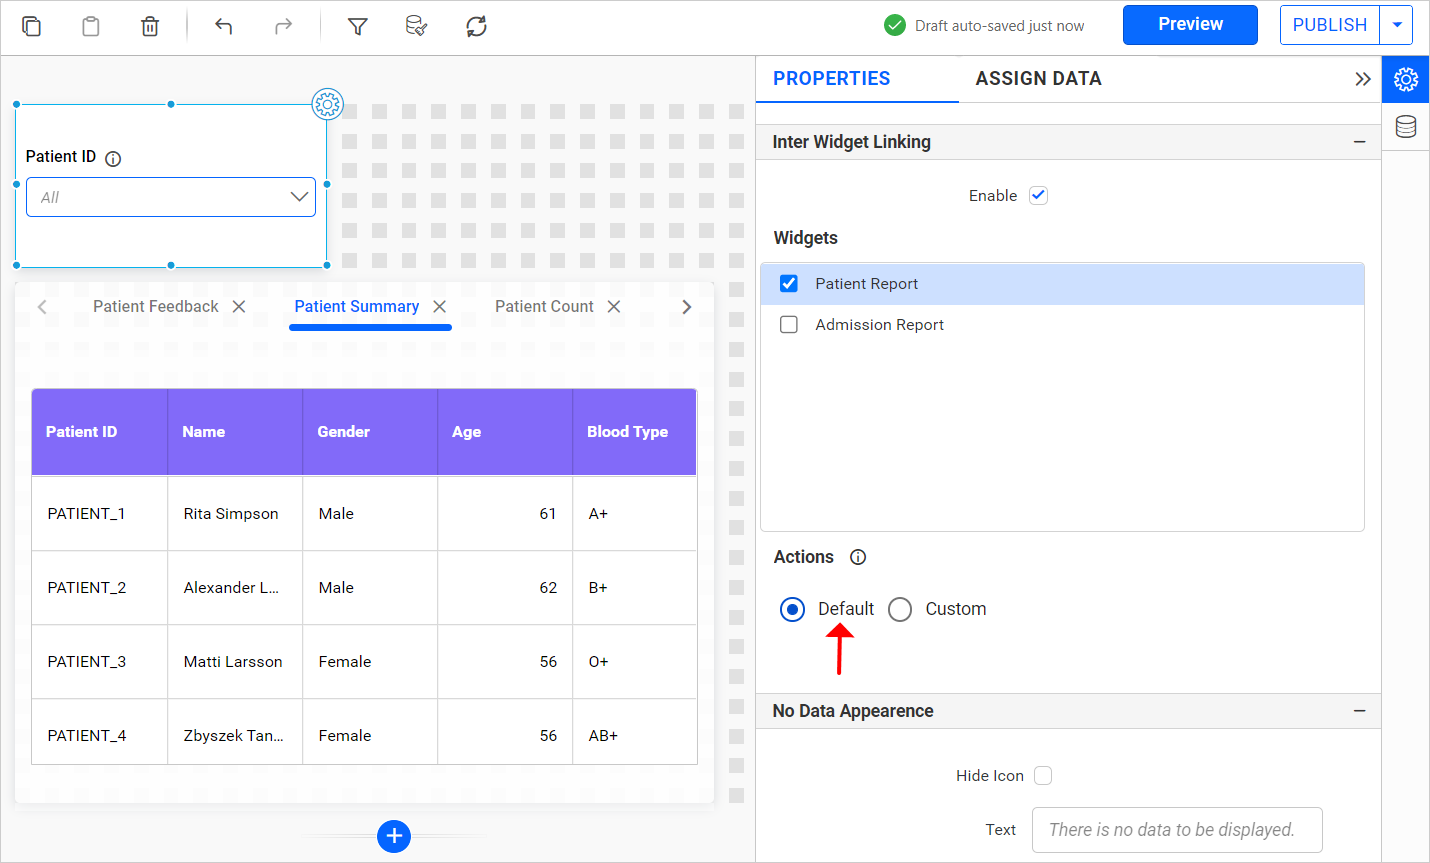 Draft auto-saved just now
Preview
PUBLISH
PROPERTIES
ASSIGN DATA
Patient ID
All
Patient Feedback
Patient Summary
Patient Count
Patient ID Name Gender Age Blood Type
PATIENT_1 Rita Simpson Male 61 A+
PATIENT_2 Alexander L... Male 62 B+
PATIENT_3 Matti Larsson Female 56 O+
PATIENT_4 Zbyszek Tan... Female 56 AB+
Inter Widget Linking
Enable
Widgets
Patient Report
Admission Report
Actions
Default Custom
No Data Appearence
Hide Icon
Text There is no data to be displayed.